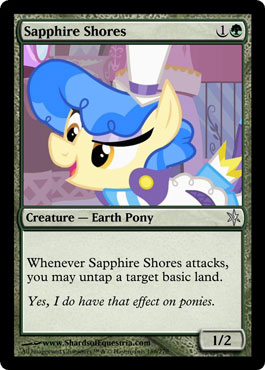 Sapphire Shores 1
Creature — Earth Pony
Whenever Sapphire Shores attacks,
you may untap a target basic land.
Yes, I do have that effect on ponies.
www.ShardsofEquestria.com
1/2